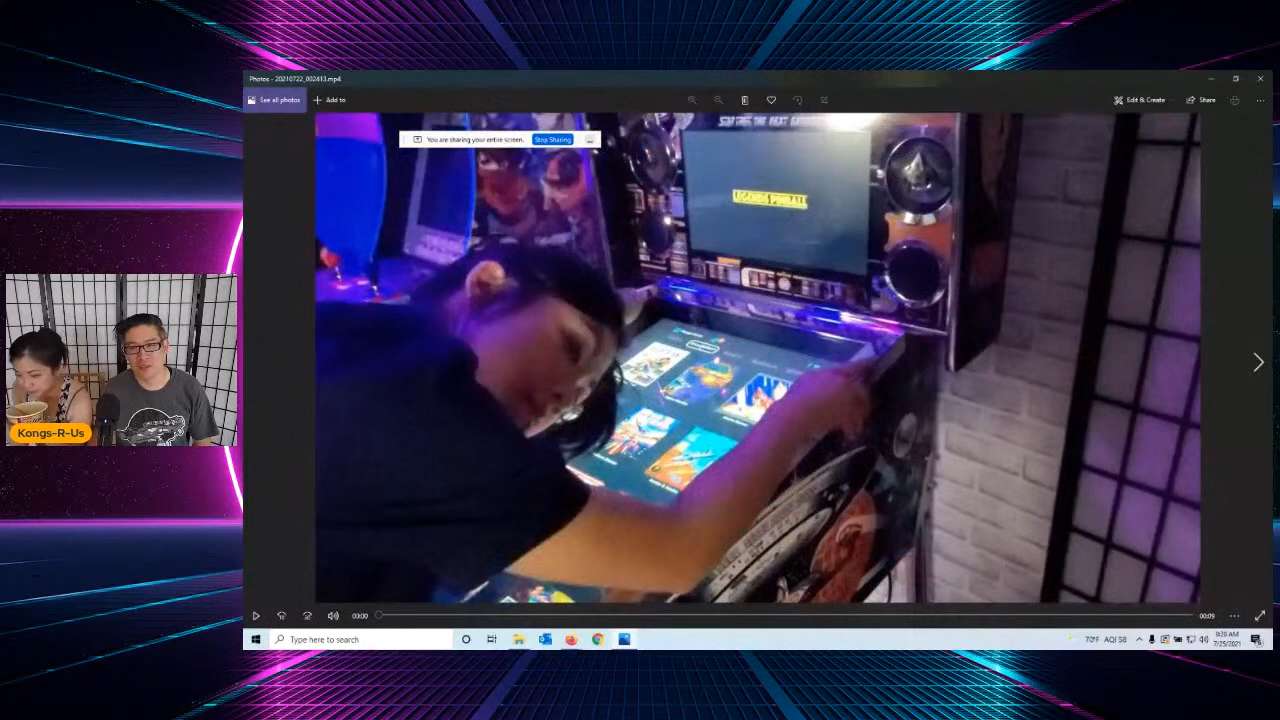 Photos - 20210722_002413.mp4
See all photos
Add to
Edit & Create
Share
You are sharing your entire screen.
Stop Sharing
LEGENDS PINBALL
Kongs-R-Us
00:00
00:09
Type here to search
70°F AQI 58
9:20 AM
7/25/2021